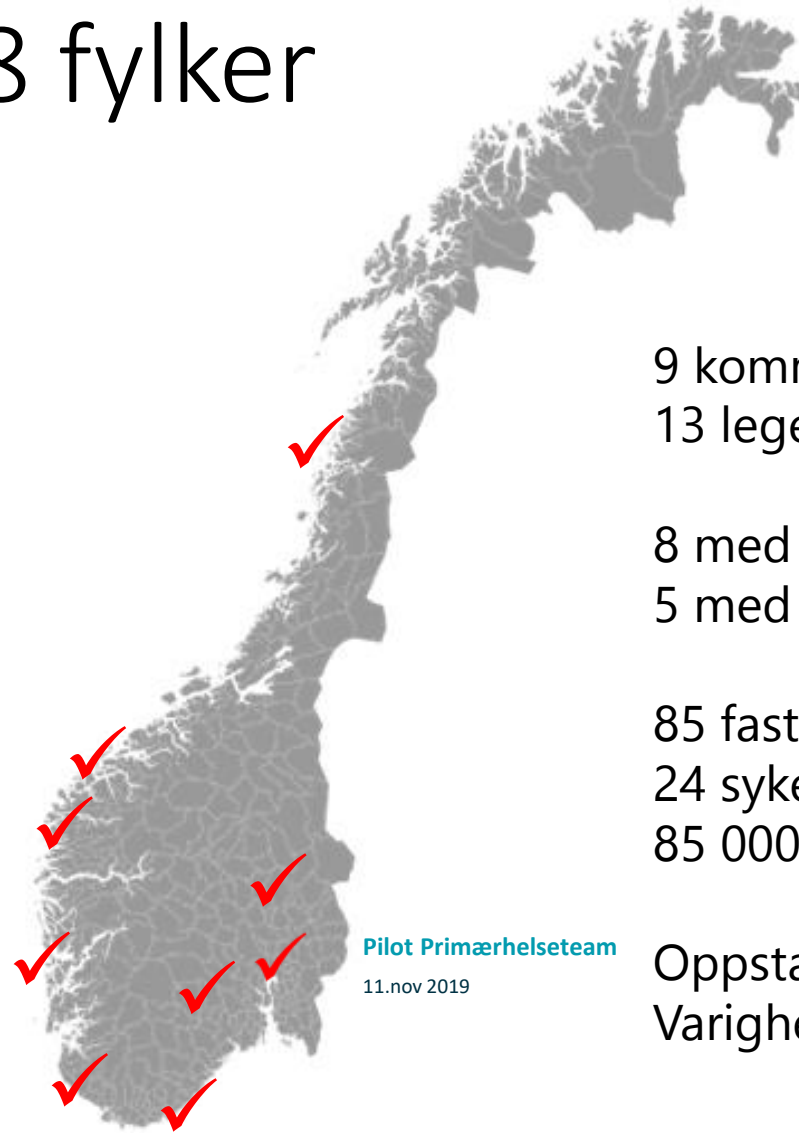 8 fylker
9 komm
13 lege
8 med
5 med
85 fast
24 syke
85 000
Pilot Primærhelseteam
11.nov 2019
Oppsta
Varighe